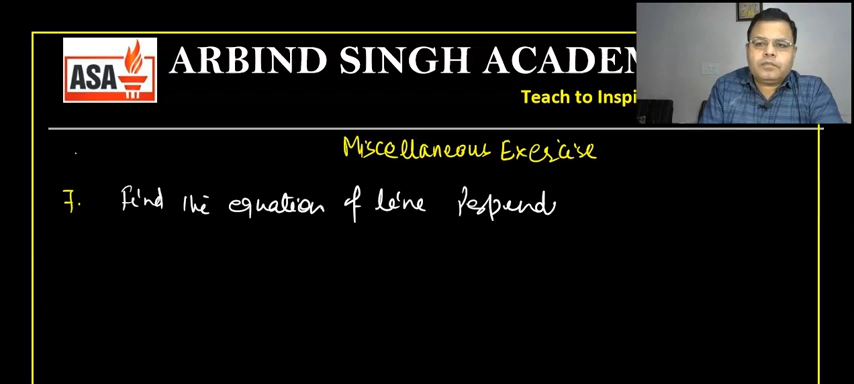 ASA
ARBIND SINGH ACADEM
Teach to Inspi
Miscellaneous Exercise
7. Find the equation of line Perpend